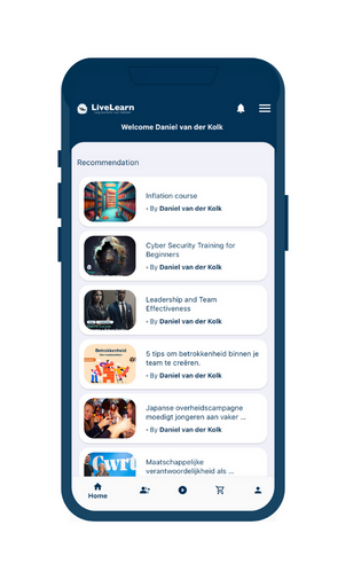 LiveLearn
Welcome Daniel van der Kolk
Recommendation
Inflation course
• By Daniel van der Kolk
Cyber Security Training for
Beginners
• By Daniel van der Kolk
Leadership and Team
Effectiveness
• By Daniel van der Kolk
Betrokkenheid
5 tips om betrokkenheid binnen je
team te creëren.
• By Daniel van der Kolk
Japanse overheidscampagne
moedigt jongeren aan vaker ...
• By Daniel van der Kolk
Maatschappelijke
verantwoordelijkheid als ...
Home